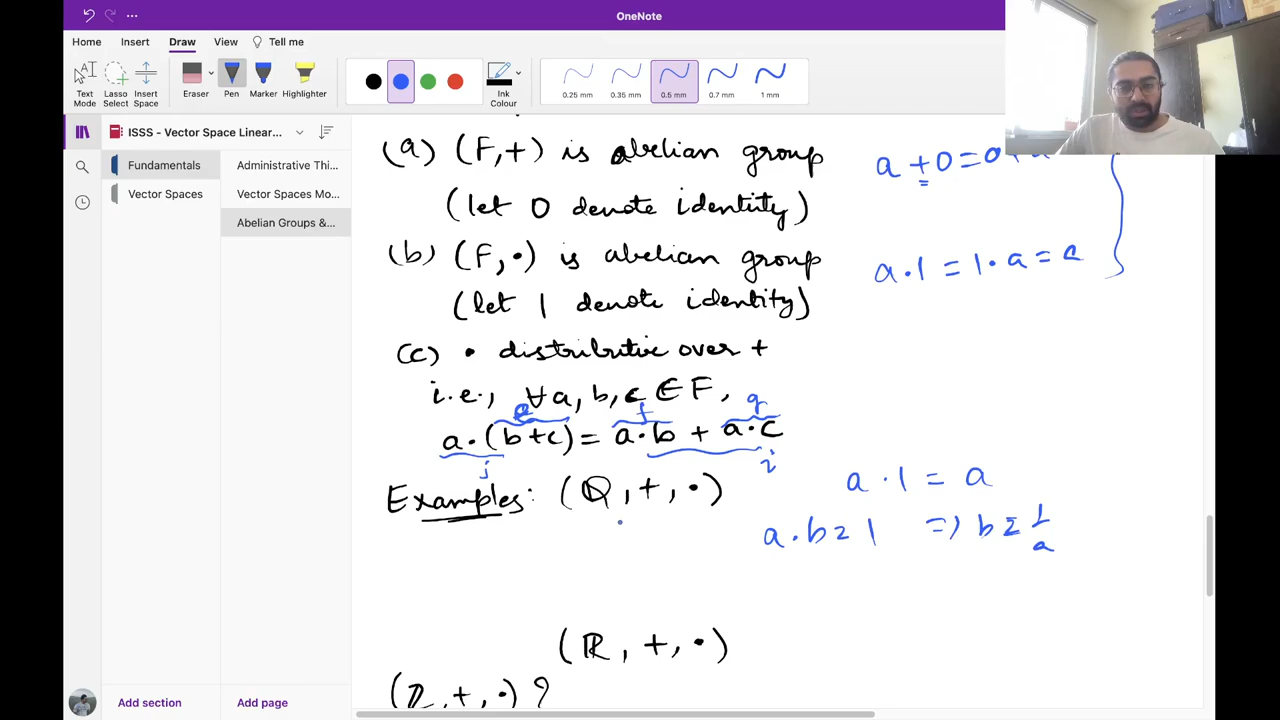 OneNote
Home Insert Draw View Tell me
Text Mode
Lasso Select
Insert Space
Eraser
Pen
Marker
Highlighter
Ink Colour
0.25 mm
0.35 mm
0.5 mm
0.7 mm
1 mm
ISSS - Vector Space Linear...
Fundamentals
Vector Spaces
Administrative Thi...
Vector Spaces Mo...
Abelian Groups &...
(a) (F,+) is abelian group
(let 0 denote identity)
(b) (F,•) is abelian group
(let 1 denote identity)
(c) • distributive over +
i.e., ∀a, b, c ∈ F,
a•(b+c) = a•b + a•c
Examples: (ℚ, +, •)
(ℝ, +, •)
(ℤ, +, •) ?
a + 0 = 0 +
a•1 = 1•a = a
f
q
j
i
a•1 = a
a•b = 1 => b = 1/a
Add section
Add page